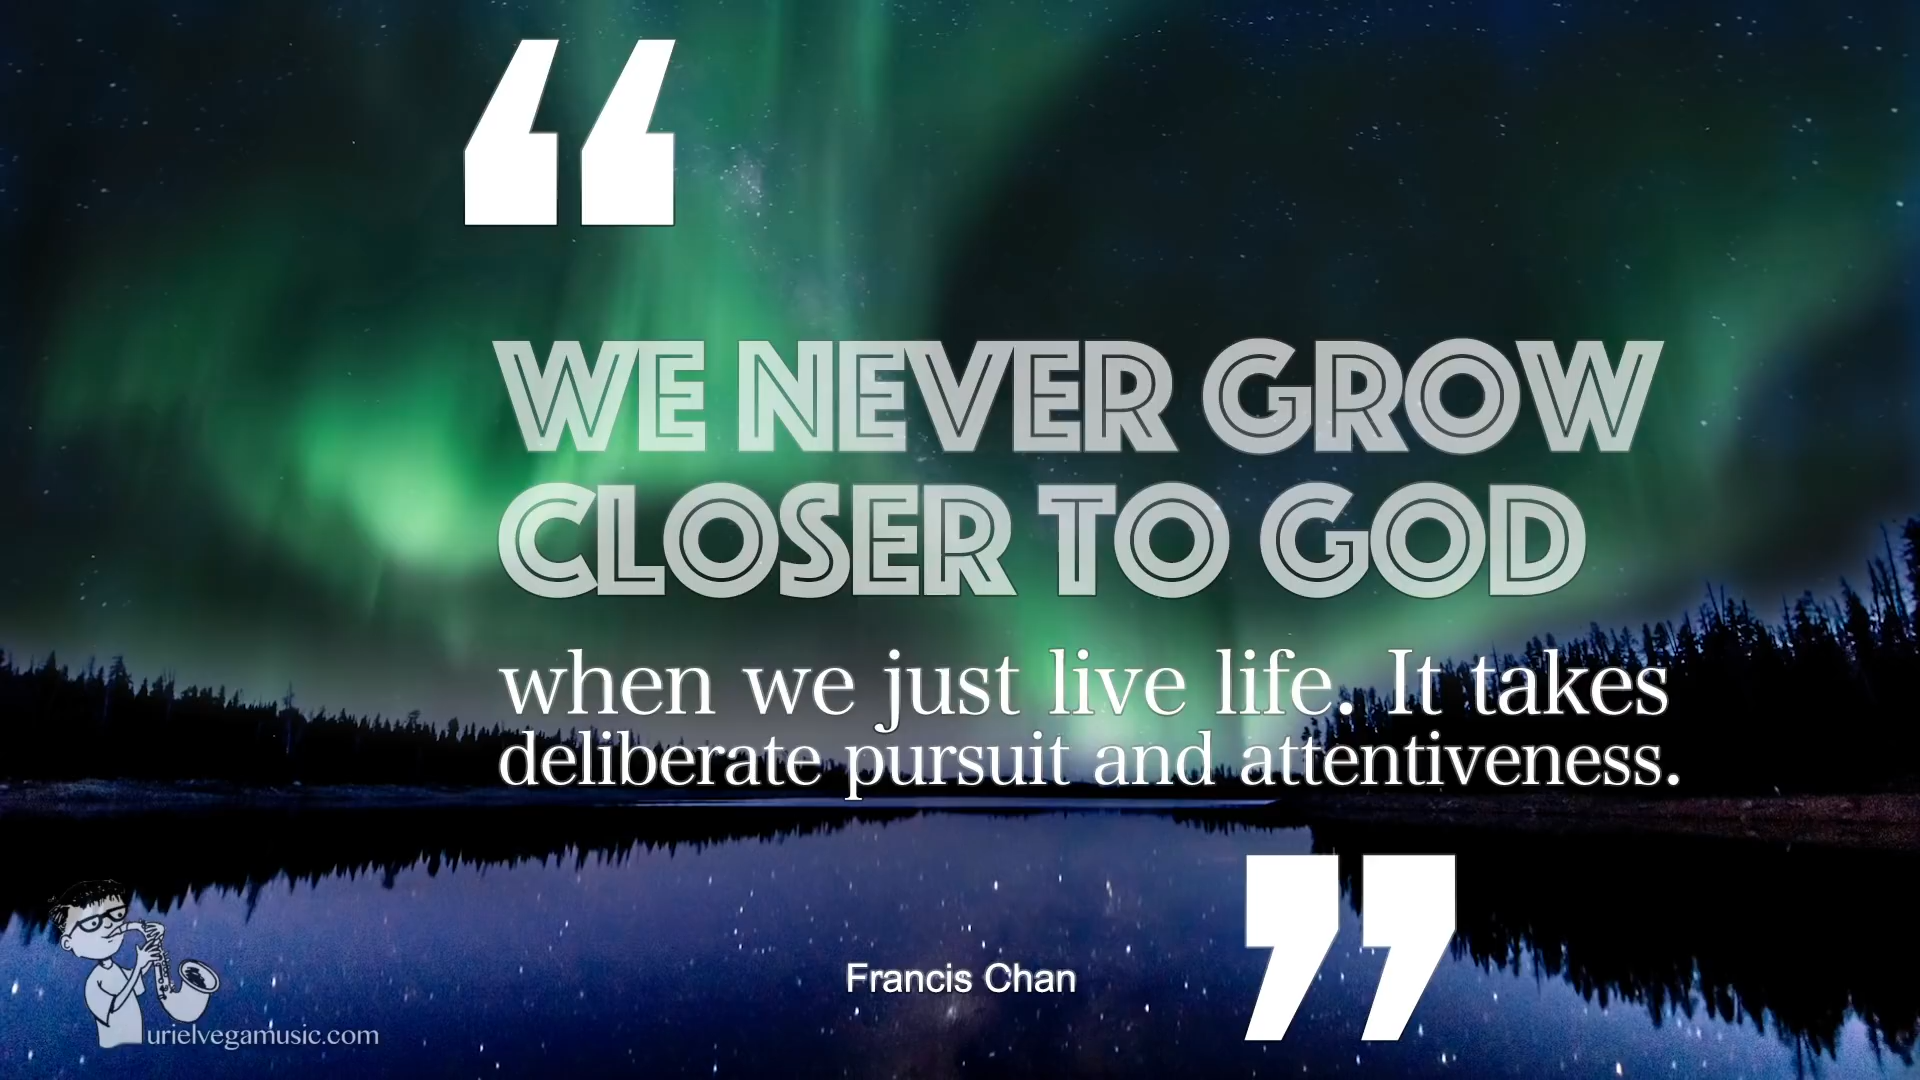 “
WE NEVER GROW
CLOSER TO GOD
when we just live life. It takes
deliberate pursuit and attentiveness.
”
Francis Chan
urielvegamusic.com